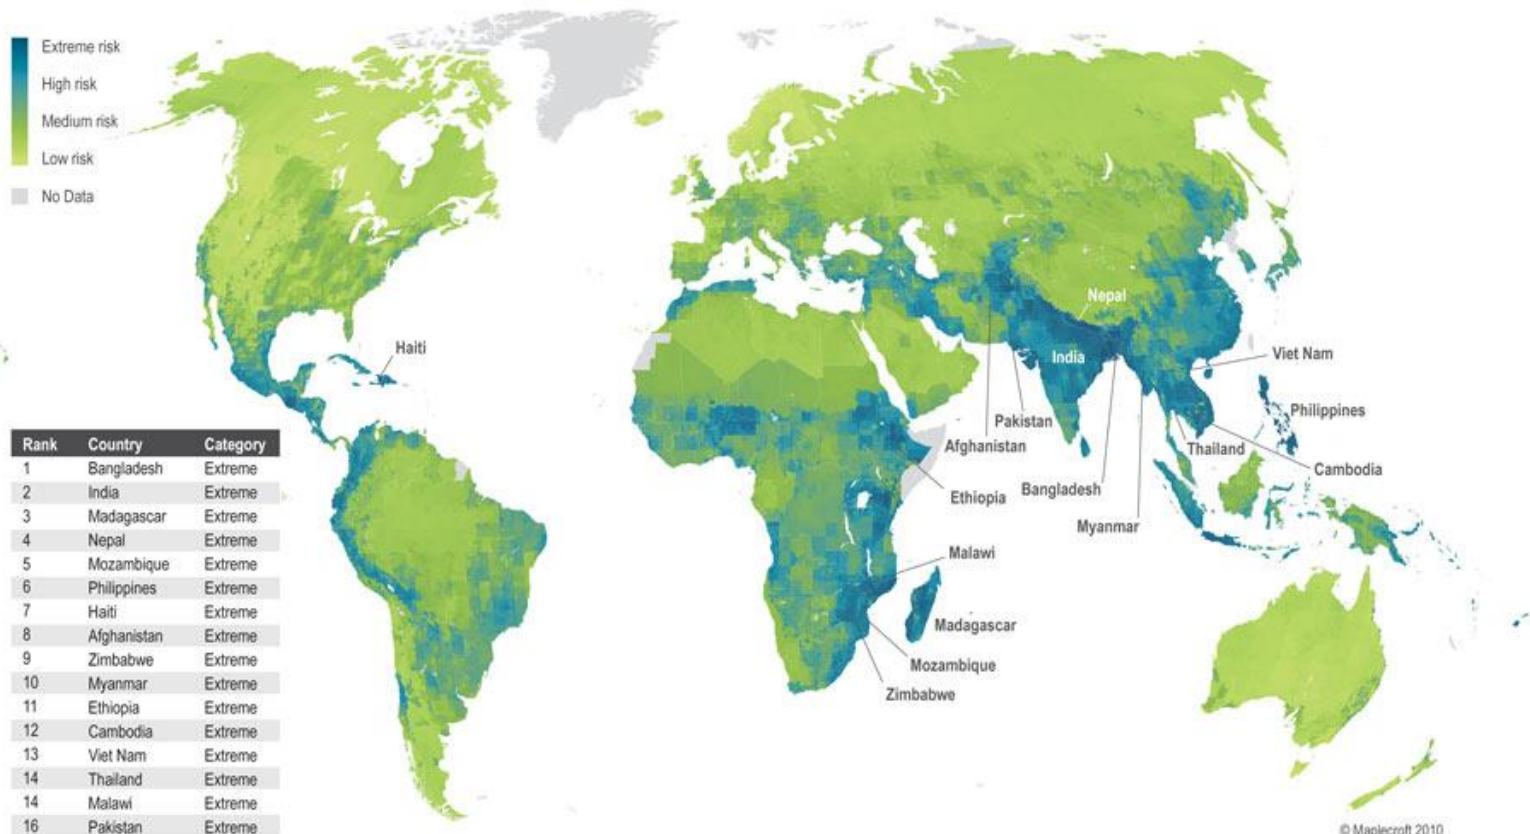 Extreme risk
High risk
Medium risk
Low risk
No Data
Nepal
Haiti
India
Viet Nam
Philippines
Pakistan
Afghanistan
Thailand
Cambodia
Ethiopia
Bangladesh
Myanmar
Malawi
Madagascar
Mozambique
Zimbabwe
Rank Country Category
1 Bangladesh Extreme
2 India Extreme
3 Madagascar Extreme
4 Nepal Extreme
5 Mozambique Extreme
6 Philippines Extreme
7 Haiti Extreme
8 Afghanistan Extreme
9 Zimbabwe Extreme
10 Myanmar Extreme
11 Ethiopia Extreme
12 Cambodia Extreme
13 Viet Nam Extreme
14 Thailand Extreme
14 Malawi Extreme
16 Pakistan Extreme
© Maplecroft 2010